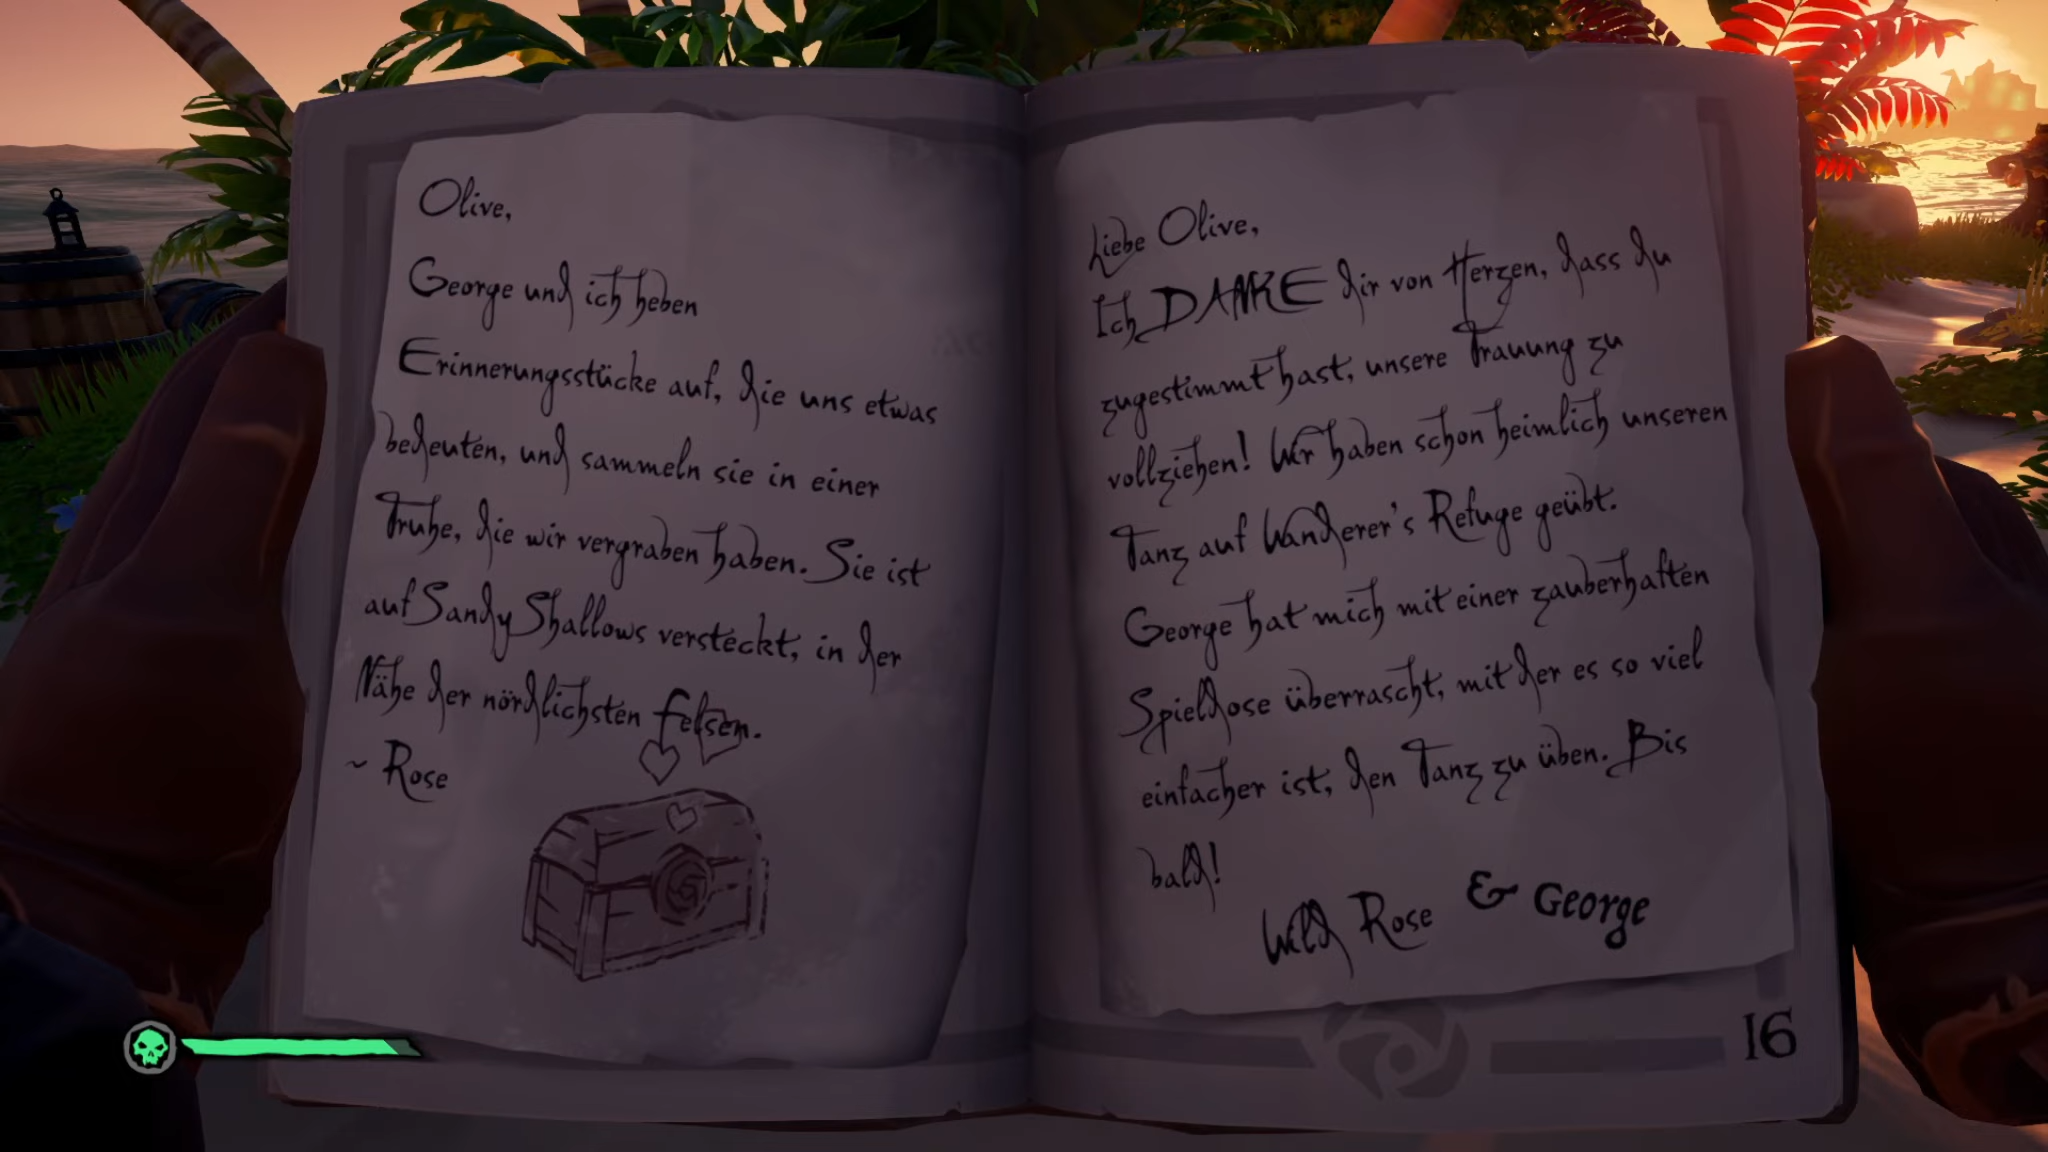 Olive,
George und ich heben
Erinnerungsstücke auf, die uns etwas
bedeuten, und sammeln sie in einer
Truhe, die wir vergraben haben. Sie ist
auf Sandy Shallows versteckt, in der
Nähe der nördlichsten Felsen.
~ Rose
Liebe Olive,
Ich DANKE dir von Herzen, dass du
zugestimmt hast, unsere Trauung zu
vollziehen! Wir haben schon heimlich unseren
Tanz auf Wanderer's Refuge geübt.
George hat mich mit einer zauberhaften
Spieldose überrascht, mit der es so viel
einfacher ist, den Tanz zu üben. Bis
bald!
Wild Rose & George
16